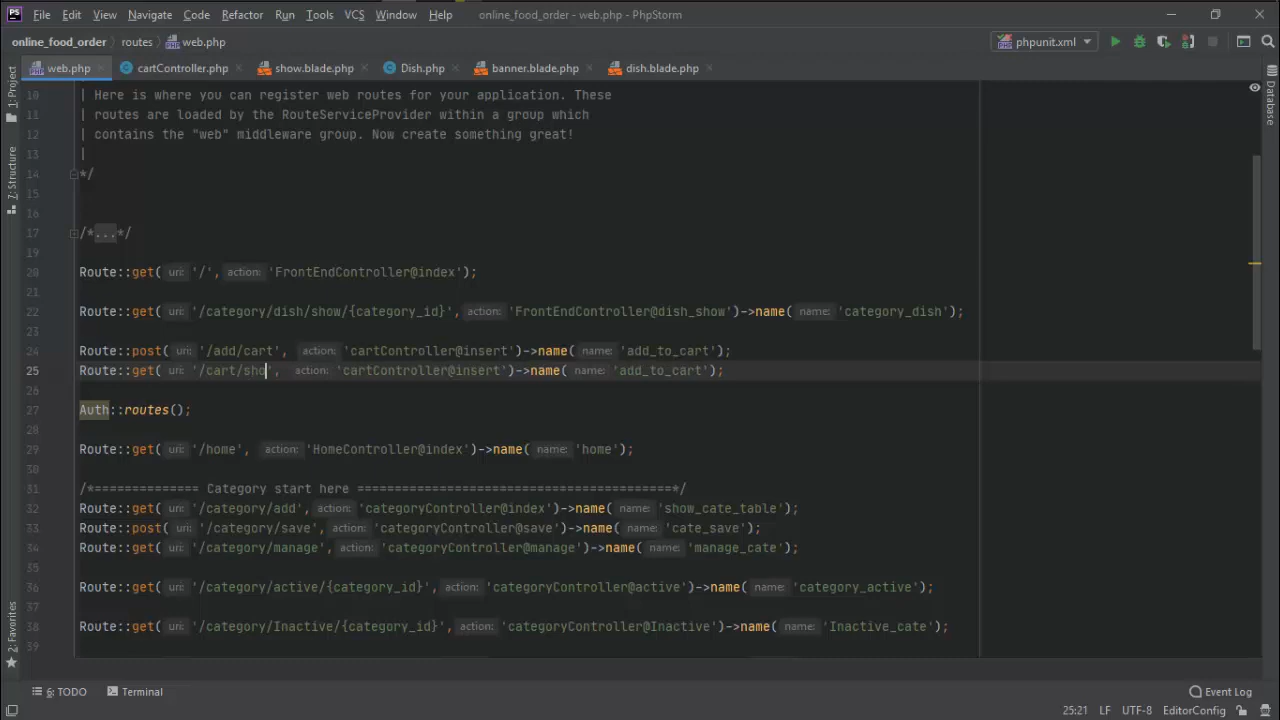 PS File Edit View Navigate Code Refactor Run Tools VCS Window Help online_food_order - web.php - PhpStorm
online_food_order routes web.php phpunit.xml
web.php cartController.php show.blade.php Dish.php banner.blade.php dish.blade.php
1: Project
7: Structure
2: Favorites
Database
10 | Here is where you can register web routes for your application. These
11 | routes are loaded by the RouteServiceProvider within a group which
12 | contains the "web" middleware group. Now create something great!
13 |
14 */
15
16
17 /*...*/
19
20 Route::get( uri: '/', action: 'FrontEndController@index');
21
22 Route::get( uri: '/category/dish/show/{category_id}', action: 'FrontEndController@dish_show')->name( name: 'category_dish');
23
24 Route::post( uri: '/add/cart', action: 'cartController@insert')->name( name: 'add_to_cart');
25 Route::get( uri: '/cart/sho', action: 'cartController@insert')->name( name: 'add_to_cart');
26
27 Auth::routes();
28
29 Route::get( uri: '/home', action: 'HomeController@index')->name( name: 'home');
30
31 /*============== Category start here ==========================================*/
32 Route::get( uri: '/category/add', action: 'categoryController@index')->name( name: 'show_cate_table');
33 Route::post( uri: '/category/save', action: 'categoryController@save')->name( name: 'cate_save');
34 Route::get( uri: '/category/manage', action: 'categoryController@manage')->name( name: 'manage_cate');
36 Route::get( uri: '/category/active/{category_id}', action: 'categoryController@active')->name( name: 'category_active');
37
38 Route::get( uri: '/category/Inactive/{category_id}', action: 'categoryController@Inactive')->name( name: 'Inactive_cate');
39
6: TODO Terminal Event Log
25:21 LF UTF-8 EditorConfig